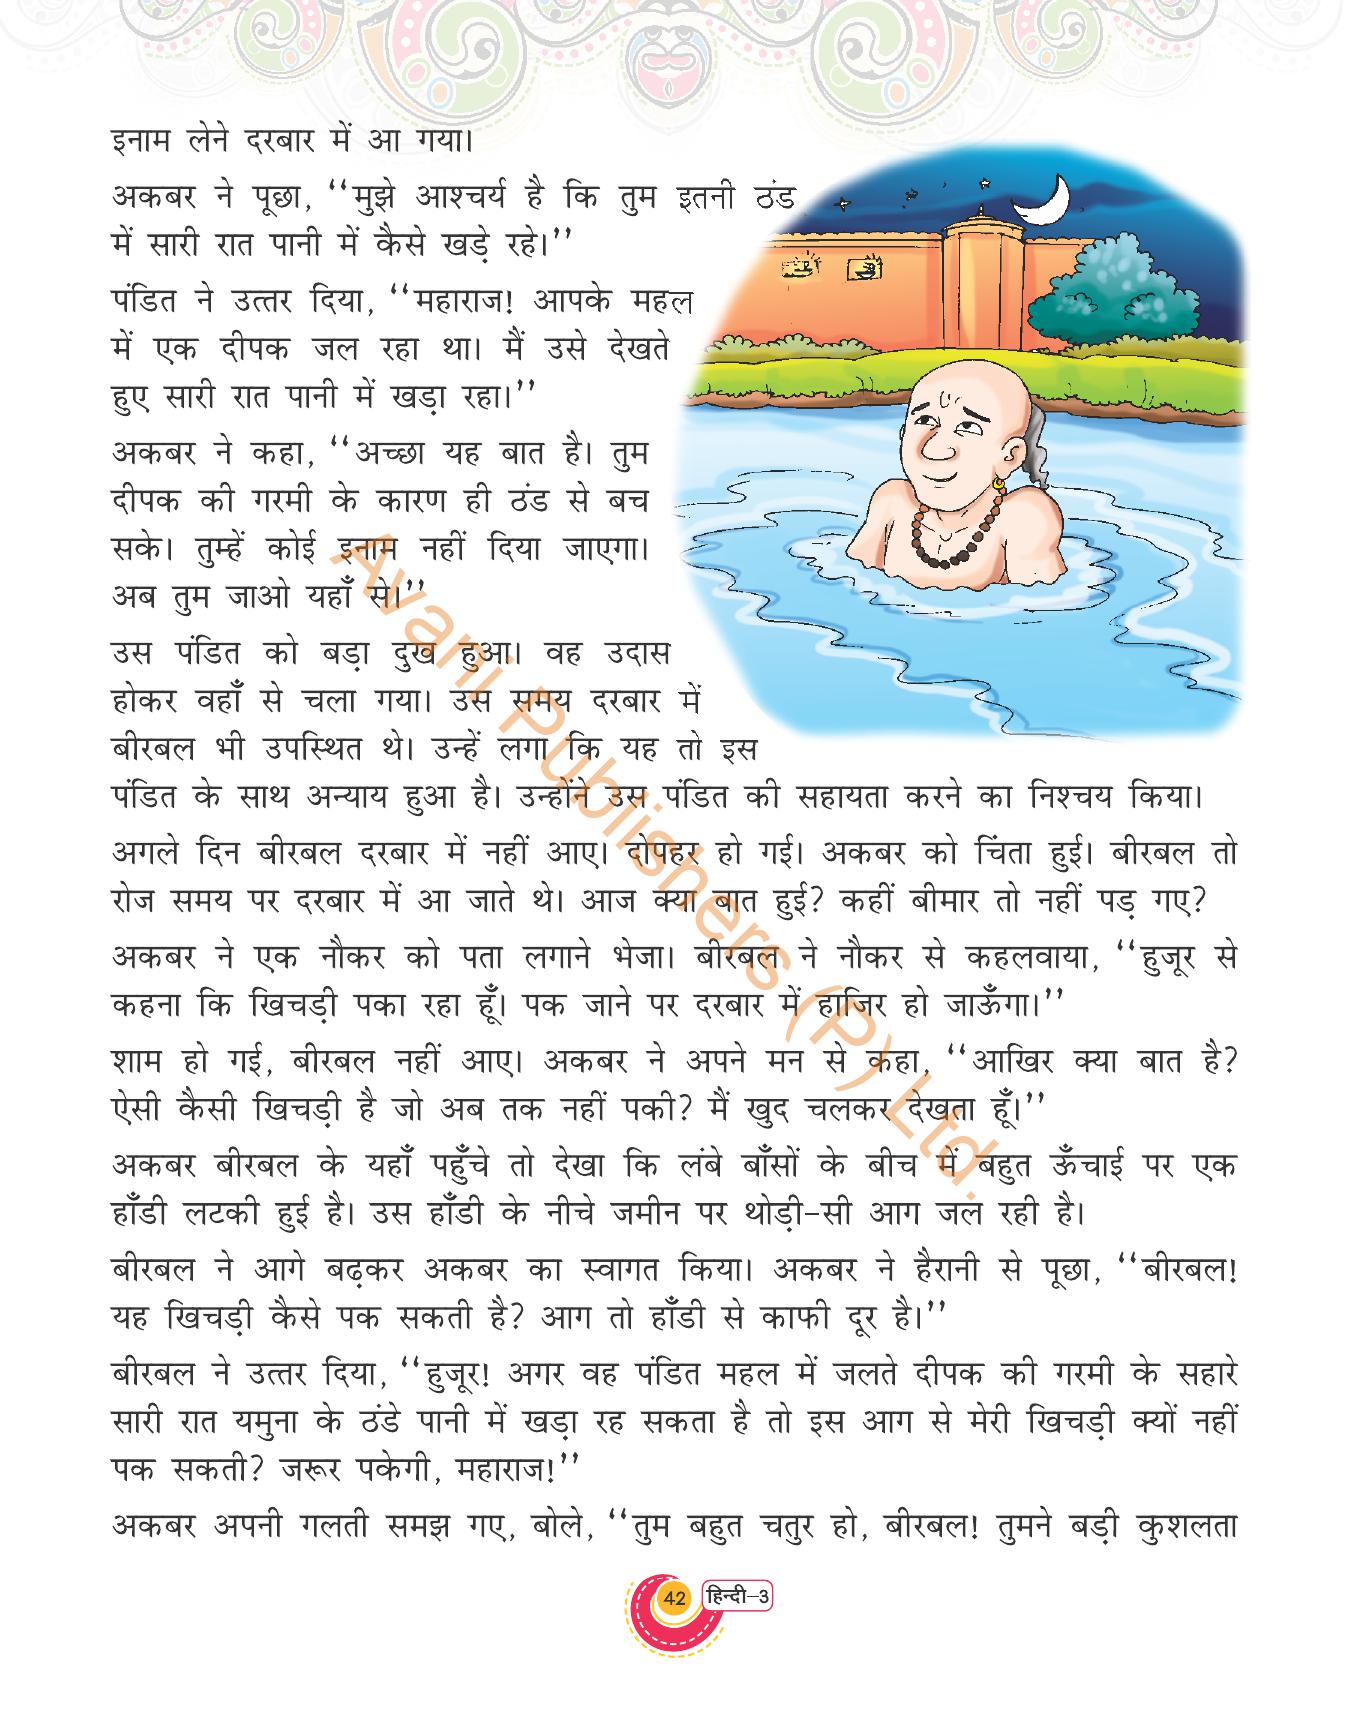 इनाम लेने दरबार में आ गया।
अकबर ने पूछा, ‘‘मुझे आश्चर्य है कि तुम इतनी ठंड
में सारी रात पानी में कैसे खड़े रहे।’’
पंडित ने उत्तर दिया, ‘‘महाराज! आपके महल
में एक दीपक जल रहा था। मैं उसे देखते
हुए सारी रात पानी में खड़ा रहा।’’
अकबर ने कहा, ‘‘अच्छा यह बात है। तुम
दीपक की गरमी के कारण ही ठंड से बच
सके। तुम्हें कोई इनाम नहीं दिया जाएगा।
अब तुम जाओ यहाँ से।’’
उस पंडित को बड़ा दुख हुआ। वह उदास
होकर वहाँ से चला गया। उस समय दरबार में
बीरबल भी उपस्थित थे। उन्हें लगा कि यह तो इस
पंडित के साथ अन्याय हुआ है। उन्होंने उस पंडित की सहायता करने का निश्चय किया।
अगले दिन बीरबल दरबार में नहीं आए। दोपहर हो गई। अकबर को चिंता हुई। बीरबल तो
रोज समय पर दरबार में आ जाते थे। आज क्या बात हुई? कहीं बीमार तो नहीं पड़ गए?
अकबर ने एक नौकर को पता लगाने भेजा। बीरबल ने नौकर से कहलवाया, ‘‘हुजूर से
कहना कि खिचड़ी पका रहा हूँ। पक जाने पर दरबार में हाजिर हो जाऊँगा।’’
शाम हो गई, बीरबल नहीं आए। अकबर ने अपने मन से कहा, ‘‘आखिर क्या बात है?
ऐसी कैसी खिचड़ी है जो अब तक नहीं पकी? मैं खुद चलकर देखता हूँ।’’
अकबर बीरबल के यहाँ पहुँचे तो देखा कि लंबे बाँसों के बीच में बहुत ऊँचाई पर एक
हाँडी लटकी हुई है। उस हाँडी के नीचे जमीन पर थोड़ी-सी आग जल रही है।
बीरबल ने आगे बढ़कर अकबर का स्वागत किया। अकबर ने हैरानी से पूछा, ‘‘बीरबल!
यह खिचड़ी कैसे पक सकती है? आग तो हाँडी से काफी दूर है।’’
बीरबल ने उत्तर दिया, ‘‘हुजूर! अगर वह पंडित महल में जलते दीपक की गरमी के सहारे
सारी रात यमुना के ठंडे पानी में खड़ा रह सकता है तो इस आग से मेरी खिचड़ी क्यों नहीं
पक सकती? जरूर पकेगी, महाराज!’’
अकबर अपनी गलती समझ गए, बोले, ‘‘तुम बहुत चतुर हो, बीरबल! तुमने बड़ी कुशलता
42 हिन्दी-3
Avani Publishers (P) Ltd.